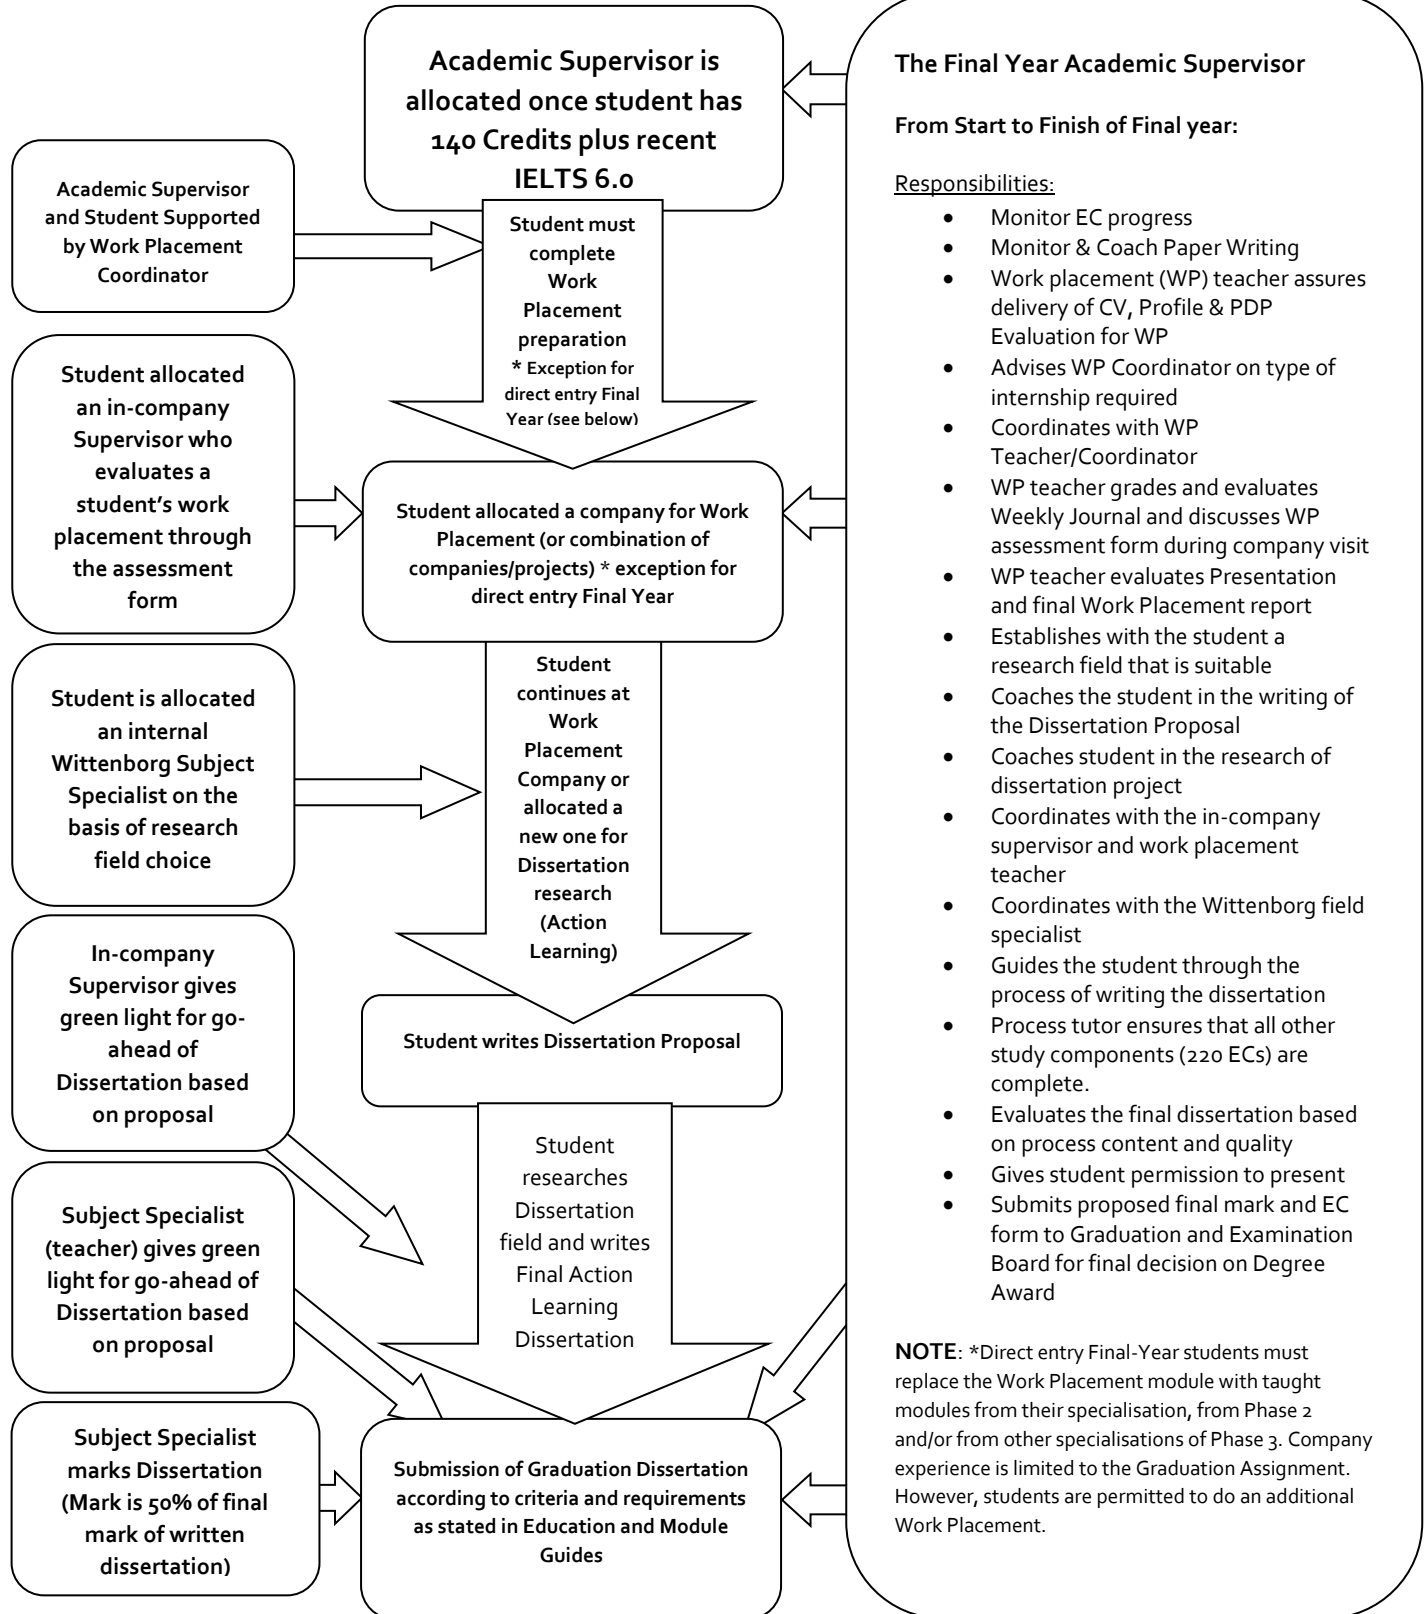 Academic Supervisor is
allocated once student has
140 Credits plus recent
IELTS 6.0
Academic Supervisor
and Student Supported
by Work Placement
Coordinator
Student must
complete
Work
Placement
preparation
* Exception for
direct entry Final
Year (see below)
Student allocated
an in-company
Supervisor who
evaluates a
student's work
placement through
the assessment
form
Student allocated a company for Work
Placement (or combination of
companies/projects) * exception for
direct entry Final Year
Student is allocated
an internal
Wittenborg Subject
Specialist on the
basis of research
field choice
Student
continues at
Work
Placement
Company or
allocated a
new one for
Dissertation
research
(Action
Learning)
In-company
Supervisor gives
green light for go-
ahead of
Dissertation based
on proposal
Student writes Dissertation Proposal
Subject Specialist
(teacher) gives green
light for go-ahead of
Dissertation based
on proposal
Student
researches
Dissertation
field and writes
Final Action
Learning
Dissertation
Subject Specialist
marks Dissertation
(Mark is 50% of final
mark of written
dissertation)
Submission of Graduation Dissertation
according to criteria and requirements
as stated in Education and Module
Guides
The Final Year Academic Supervisor
From Start to Finish of Final year:
Responsibilities:
• Monitor EC progress
• Monitor & Coach Paper Writing
• Work placement (WP) teacher assures
delivery of CV, Profile & PDP
Evaluation for WP
• Advises WP Coordinator on type of
internship required
• Coordinates with WP
Teacher/Coordinator
• WP teacher grades and evaluates
Weekly Journal and discusses WP
assessment form during company visit
• WP teacher evaluates Presentation
and final Work Placement report
• Establishes with the student a
research field that is suitable
• Coaches the student in the writing of
the Dissertation Proposal
• Coaches student in the research of
dissertation project
• Coordinates with the in-company
supervisor and work placement
teacher
• Coordinates with the Wittenborg field
specialist
• Guides the student through the
process of writing the dissertation
• Process tutor ensures that all other
study components (220 ECs) are
complete.
• Evaluates the final dissertation based
on process content and quality
• Gives student permission to present
• Submits proposed final mark and EC
form to Graduation and Examination
Board for final decision on Degree
Award
NOTE: *Direct entry Final-Year students must
replace the Work Placement module with taught
modules from their specialisation, from Phase 2
and/or from other specialisations of Phase 3. Company
experience is limited to the Graduation Assignment.
However, students are permitted to do an additional
Work Placement.